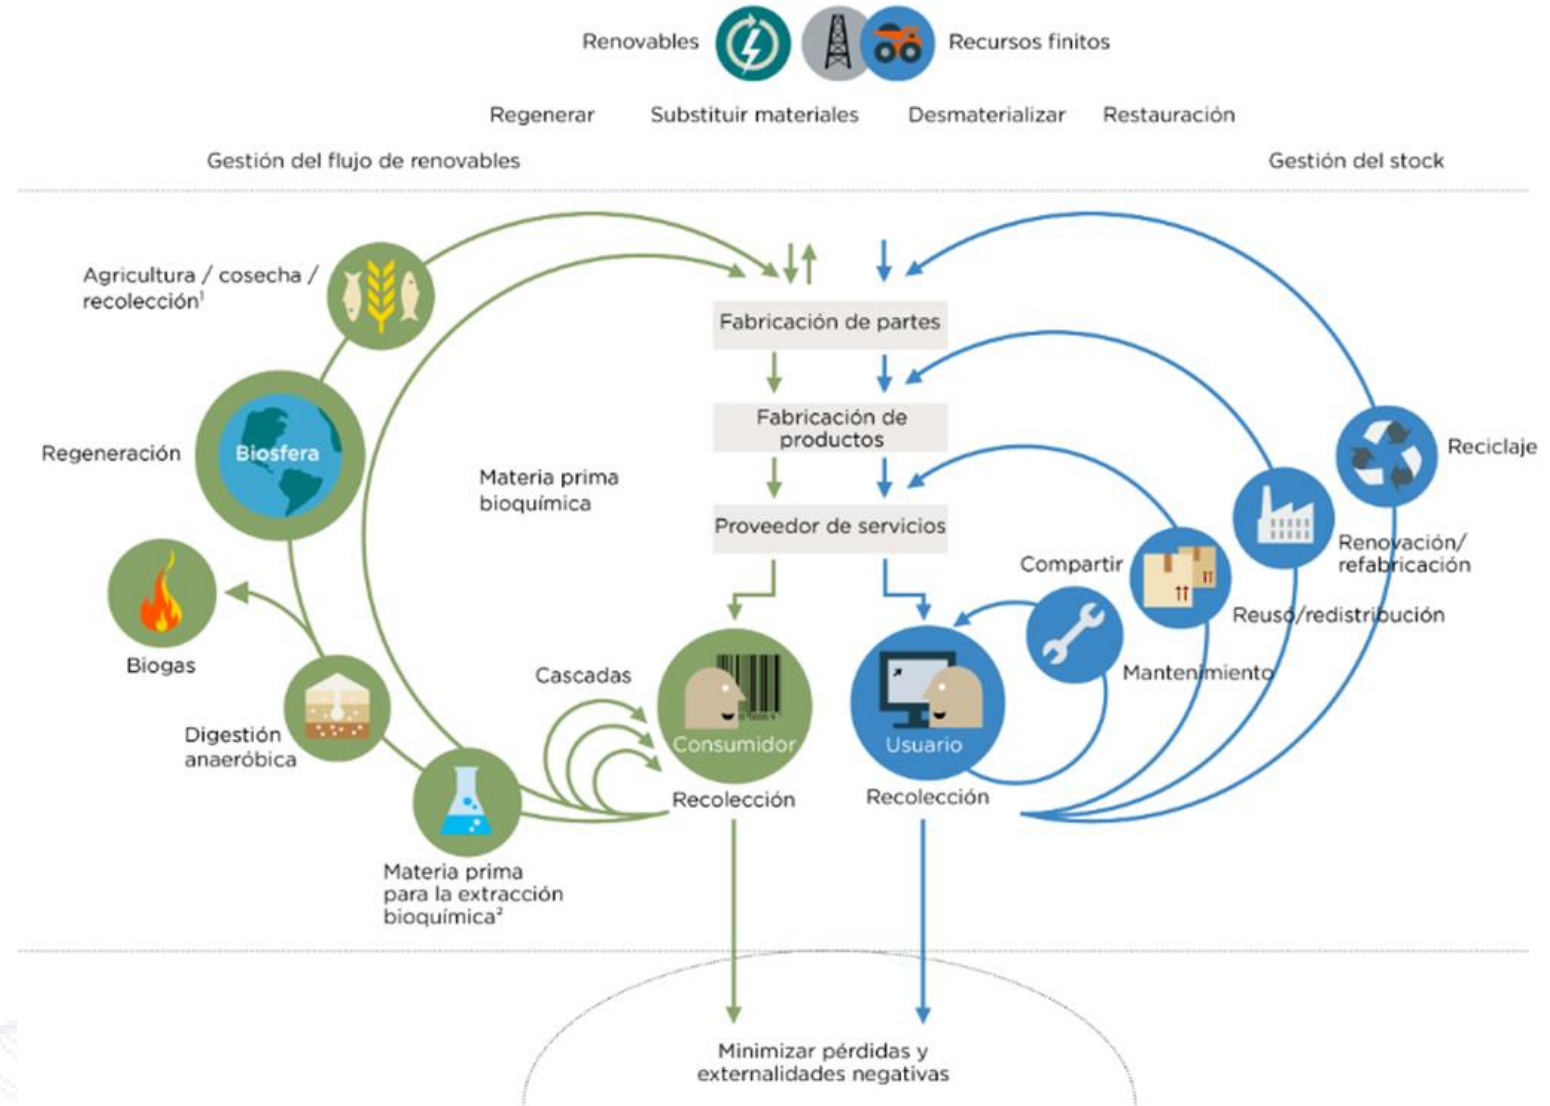 Renovables
Recursos finitos
Regenerar
Substituir materiales
Desmaterializar
Restauración
Gestión del flujo de renovables
Gestión del stock
Agricultura / cosecha /
recolección¹
Fabricación de partes
Fabricación de
productos
Regeneración
Biosfera
Materia prima
bioquímica
Reciclaje
Proveedor de servicios
Renovación/
refabricación
Compartir
Reuso/redistribución
Biogas
Cascadas
Mantenimiento
Digestión
anaeróbica
Consumidor
Usuario
Recolección
Recolección
Materia prima
para la extracción
bioquímica²
Minimizar pérdidas y
externalidades negativas